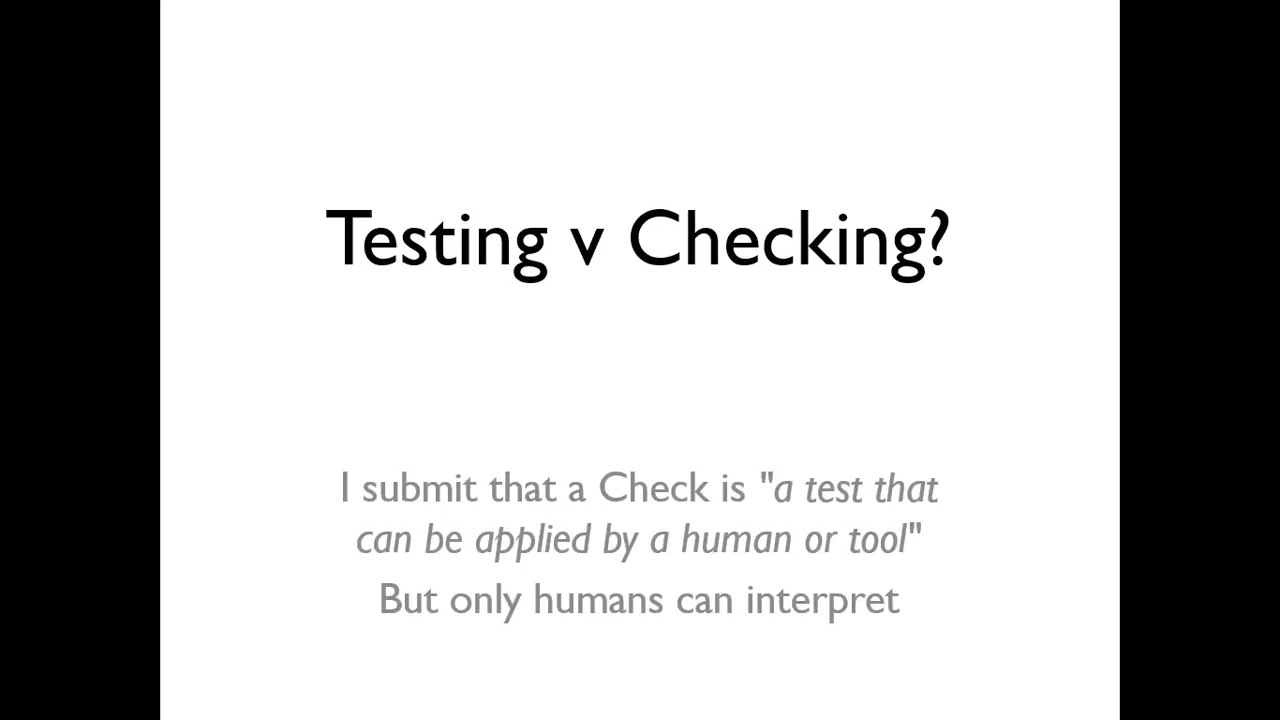 Testing v Checking?
I submit that a Check is "a test that
can be applied by a human or tool"
But only humans can interpret